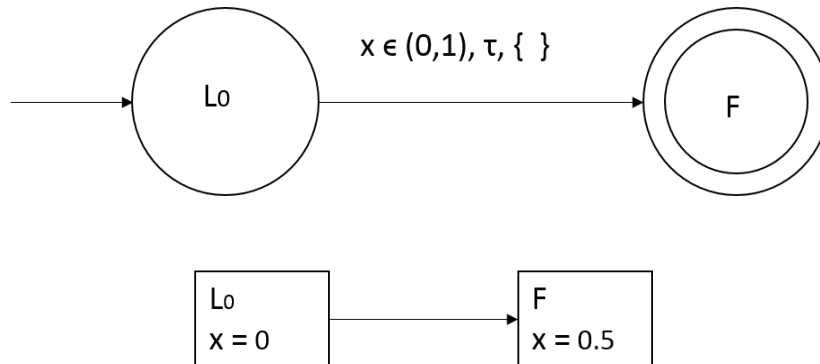 x ϵ (0,1), τ, { }
L0
F
L0
x = 0
F
x = 0.5